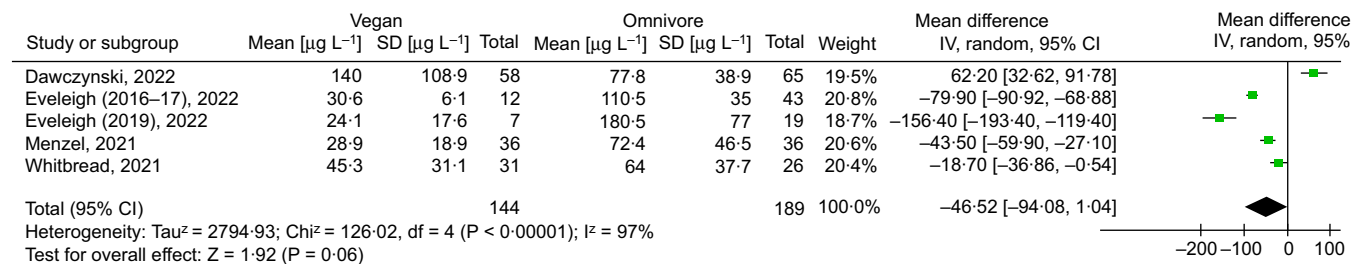 Vegan Omnivore Mean difference Mean difference
Study or subgroup Mean [μg L⁻¹] SD [μg L⁻¹] Total Mean [μg L⁻¹] SD [μg L⁻¹] Total Weight IV, random, 95% CI IV, random, 95%
Dawczynski, 2022 140 108·9 58 77·8 38·9 65 19·5% 62·20 [32·62, 91·78]
Eveleigh (2016–17), 2022 30·6 6·1 12 110·5 35 43 20·8% –79·90 [–90·92, –68·88]
Eveleigh (2019), 2022 24·1 17·6 7 180·5 77 19 18·7% –156·40 [–193·40, –119·40]
Menzel, 2021 28·9 18·9 36 72·4 46·5 36 20·6% –43·50 [–59·90, –27·10]
Whitbread, 2021 45·3 31·1 31 64 37·7 26 20·4% –18·70 [–36·86, –0·54]
Total (95% CI) 144 189 100·0% –46·52 [–94·08, 1·04]
Heterogeneity: Tauᶻ = 2794·93; Chiᶻ = 126·02, df = 4 (P < 0·00001); Iᶻ = 97%
Test for overall effect: Z = 1·92 (P = 0·06)
–200 –100 0 100